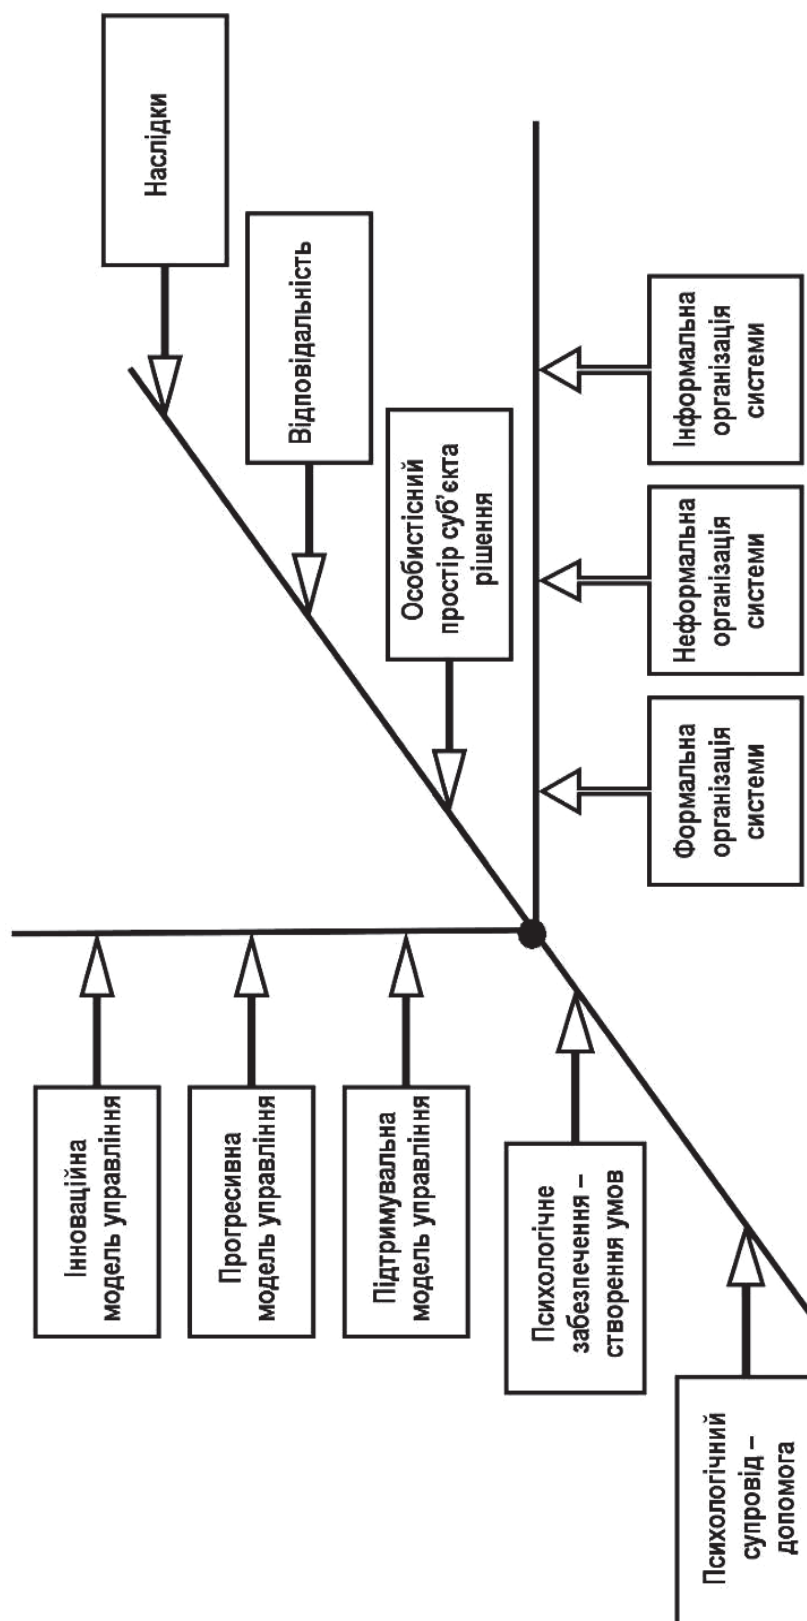 Інноваційна
модель управління
Прогресивна
модель управління
Підтримувальна
модель управління
Психологічне
забезпечення –
створення умов
Психологічний
супровід –
допомога
Наслідки
Відповідальність
Особистісний
простір суб’єкта
рішення
Формальна
організація
системи
Неформальна
організація
системи
Інформальна
організація
системи